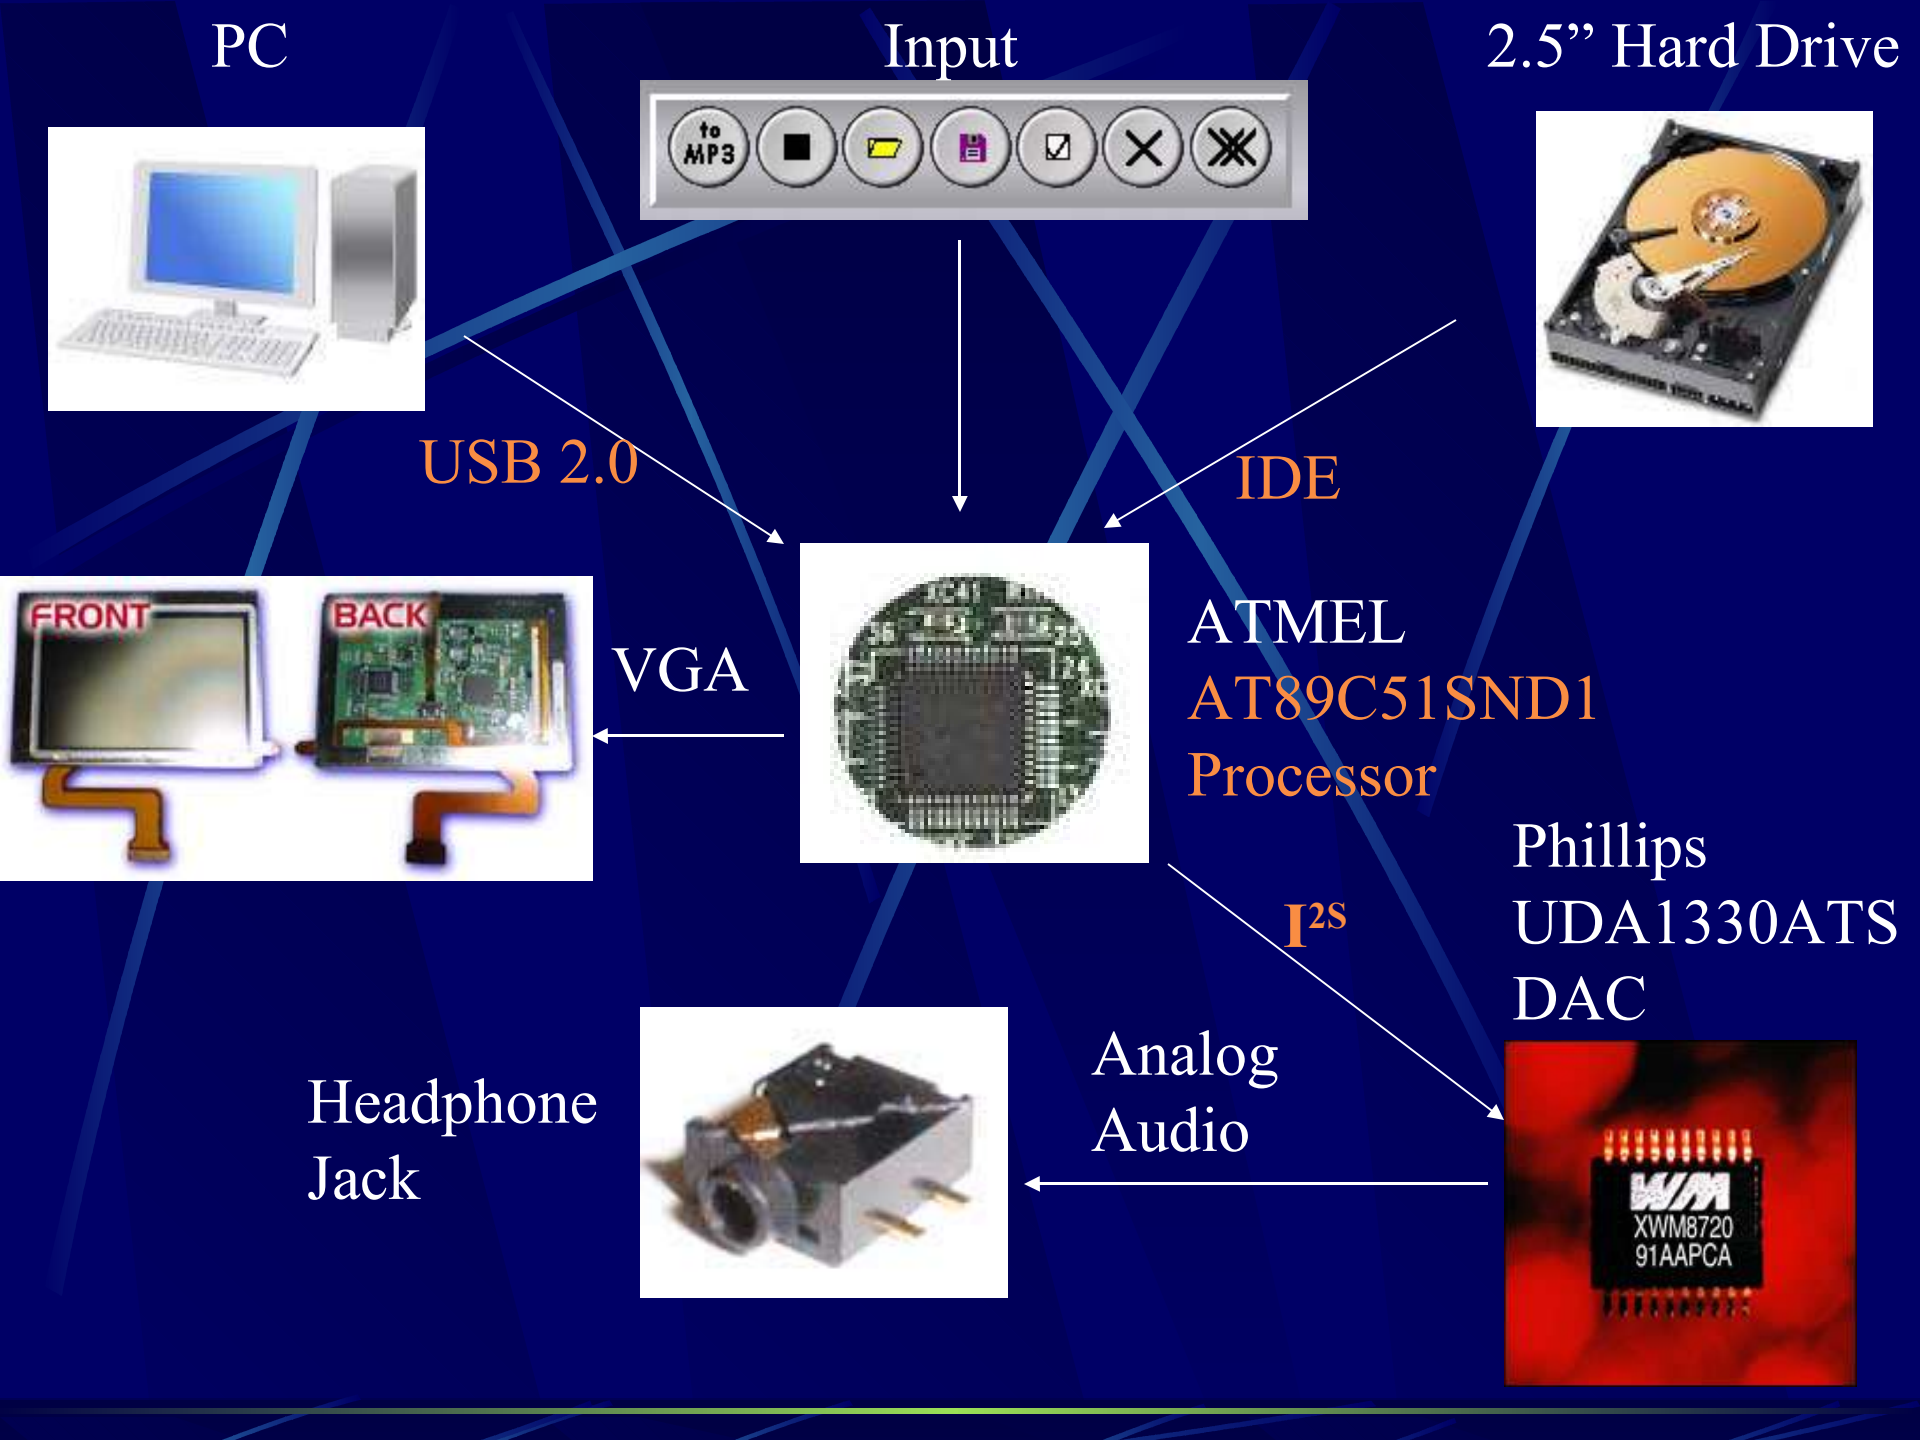 PC
Input
2.5” Hard Drive
to
MP3
USB 2.0
IDE
FRONT
BACK
VGA
ATMEL
AT89C51SND1
Processor
Phillips
UDA1330ATS
DAC
I2S
Analog
Audio
Headphone
Jack
WM
XWM8720
91AAPCA